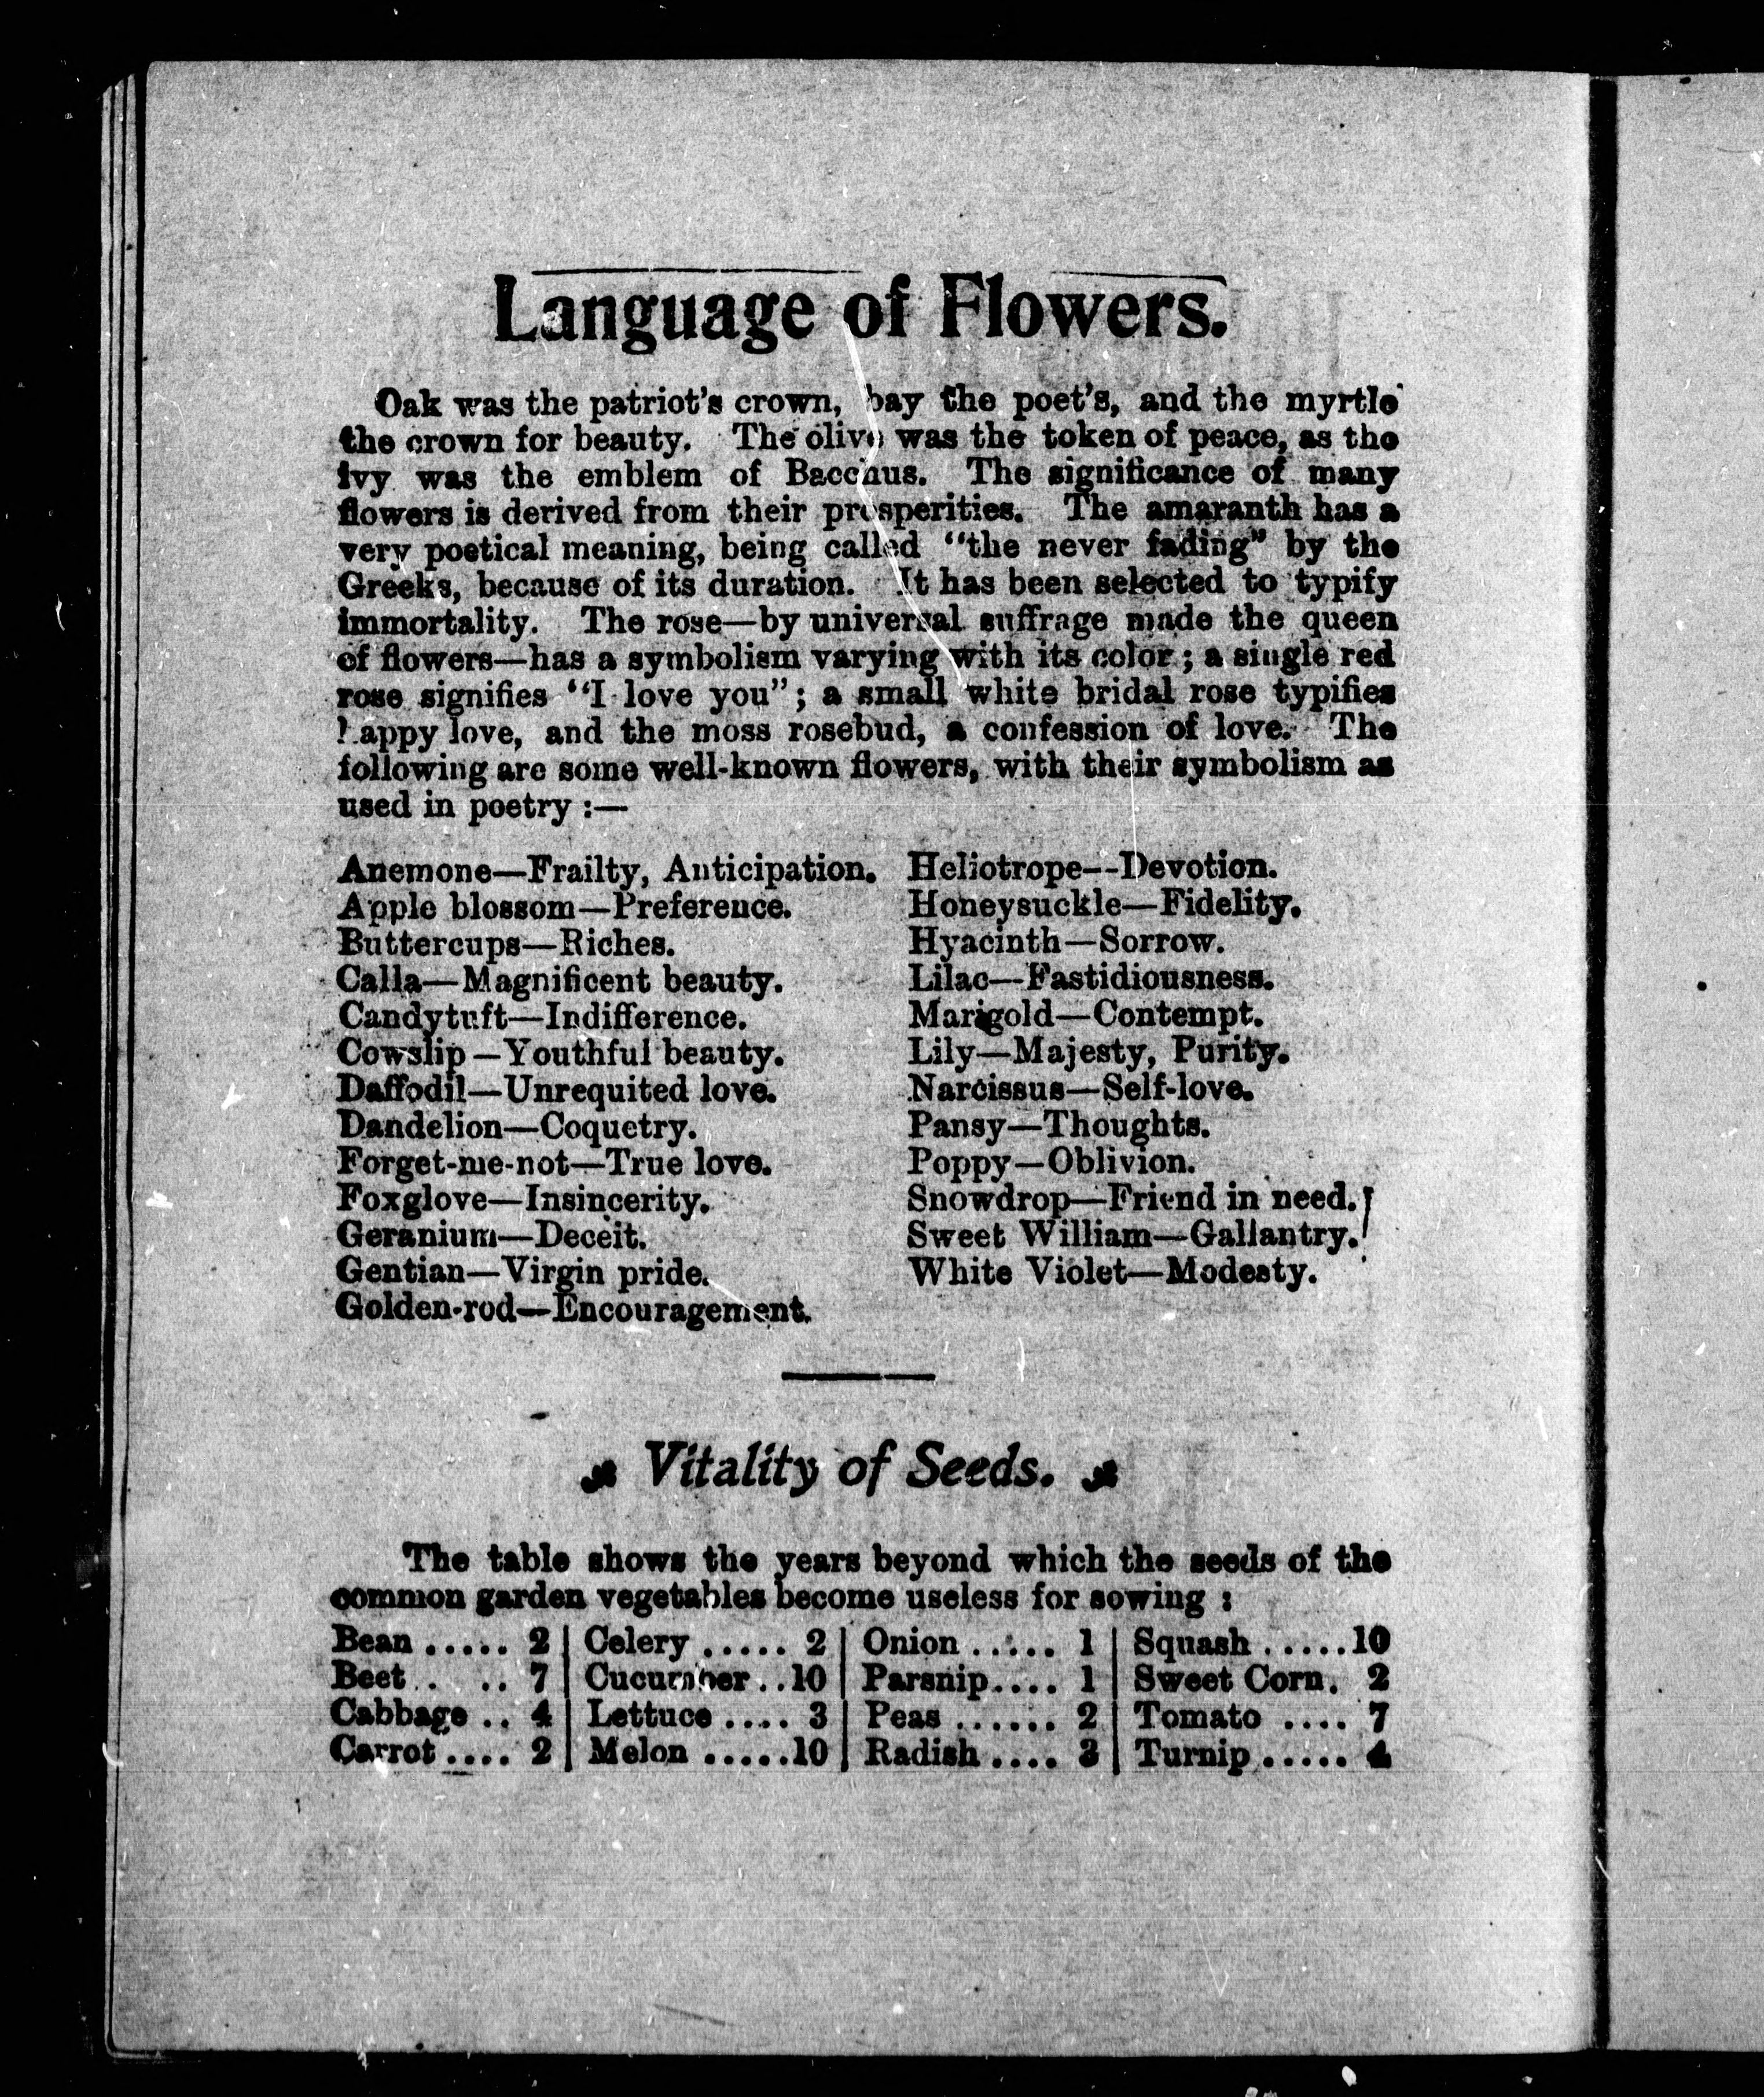 Language of Flowers.
Oak was the patriot's crown, bay the poet's, and the myrtle
the crown for beauty. The olive was the token of peace, as the
ivy was the emblem of Bacchus. The significance of many
flowers is derived from their prosperities. The amaranth has a
very poetical meaning, being called "the never fading" by the
Greeks, because of its duration. It has been selected to typify
immortality. The rose—by universal suffrage made the queen
of flowers—has a symbolism varying with its color; a single red
rose signifies "I love you"; a small white bridal rose typifies
happy love, and the moss rosebud, a confession of love. The
following are some well-known flowers, with their symbolism as
used in poetry :—
Anemone—Frailty, Anticipation.
Apple blossom—Preference.
Buttercups—Riches.
Calla—Magnificent beauty.
Candytuft—Indifference.
Cowslip—Youthful beauty.
Daffodil—Unrequited love.
Dandelion—Coquetry.
Forget-me-not—True love.
Foxglove—Insincerity.
Geranium—Deceit.
Gentian—Virgin pride.
Golden-rod—Encouragement.
Heliotrope--Devotion.
Honeysuckle—Fidelity.
Hyacinth—Sorrow.
Lilac—Fastidiousness.
Marigold—Contempt.
Lily—Majesty, Purity.
Narcissus—Self-love.
Pansy—Thoughts.
Poppy—Oblivion.
Snowdrop—Friend in need.
Sweet William—Gallantry.
White Violet—Modesty.
Vitality of Seeds.
The table shows the years beyond which the seeds of the
common garden vegetables become useless for sowing :
Bean ..... 2 | Celery ..... 2 | Onion ..... 1 | Squash .....10
Beet.. .. 7 | Cucumber..10 | Parsnip.... 1 | Sweet Corn. 2
Cabbage .. 4 | Lettuce .... 3 | Peas ...... 2 | Tomato .... 7
Carrot .... 2 | Melon .....10 | Radish .... 3 | Turnip ..... 4